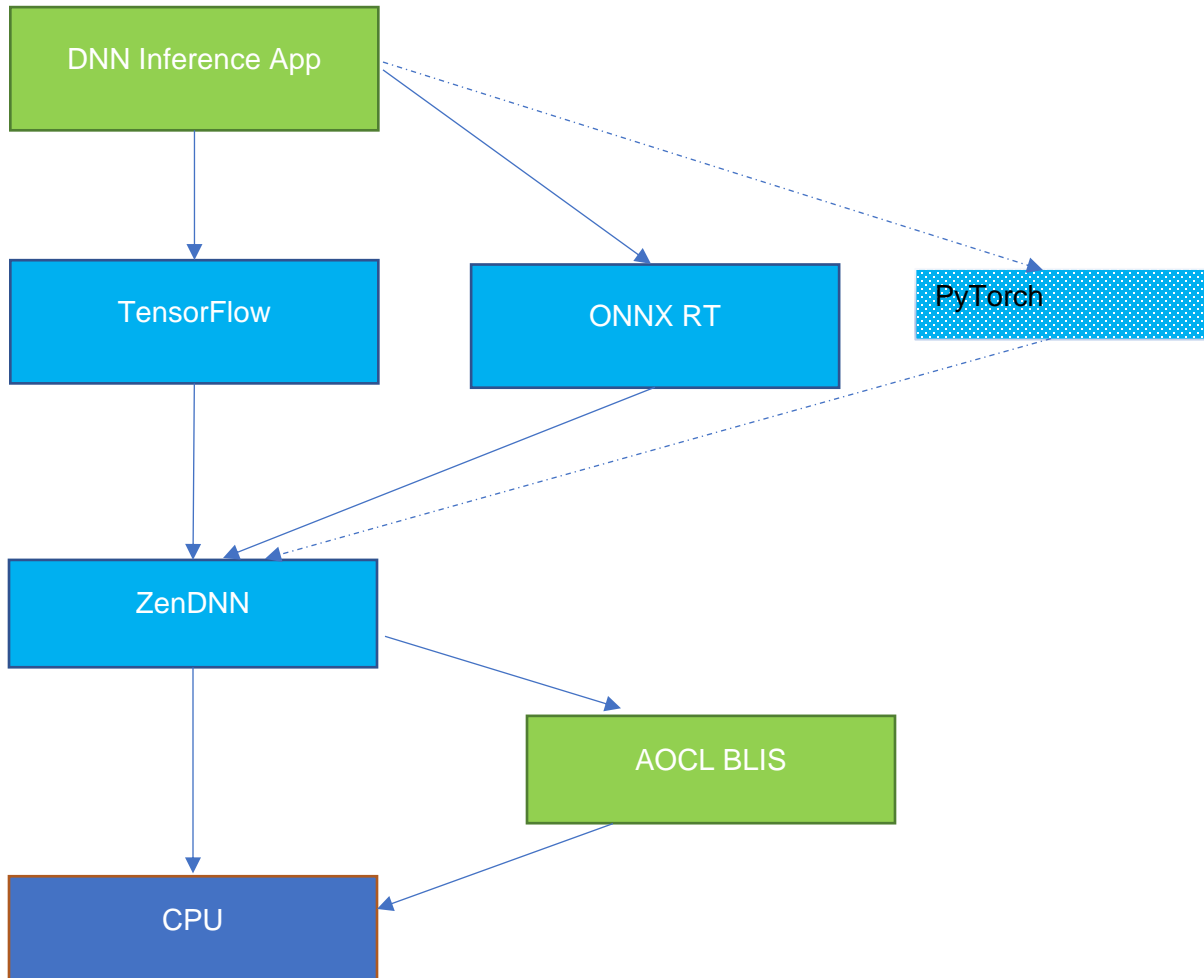 DNN Inference App
TensorFlow
ONNX RT
PyTorch
ZenDNN
AOCL BLIS
CPU